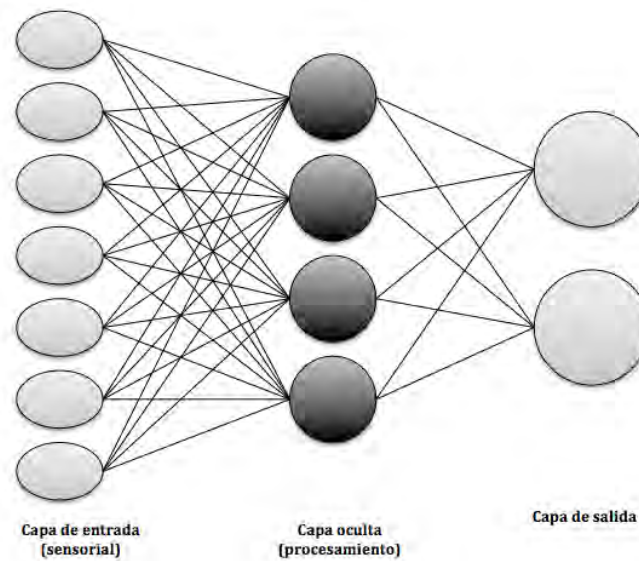 Capa de entrada
(sensorial)
Capa oculta
(procesamiento)
Capa de salida